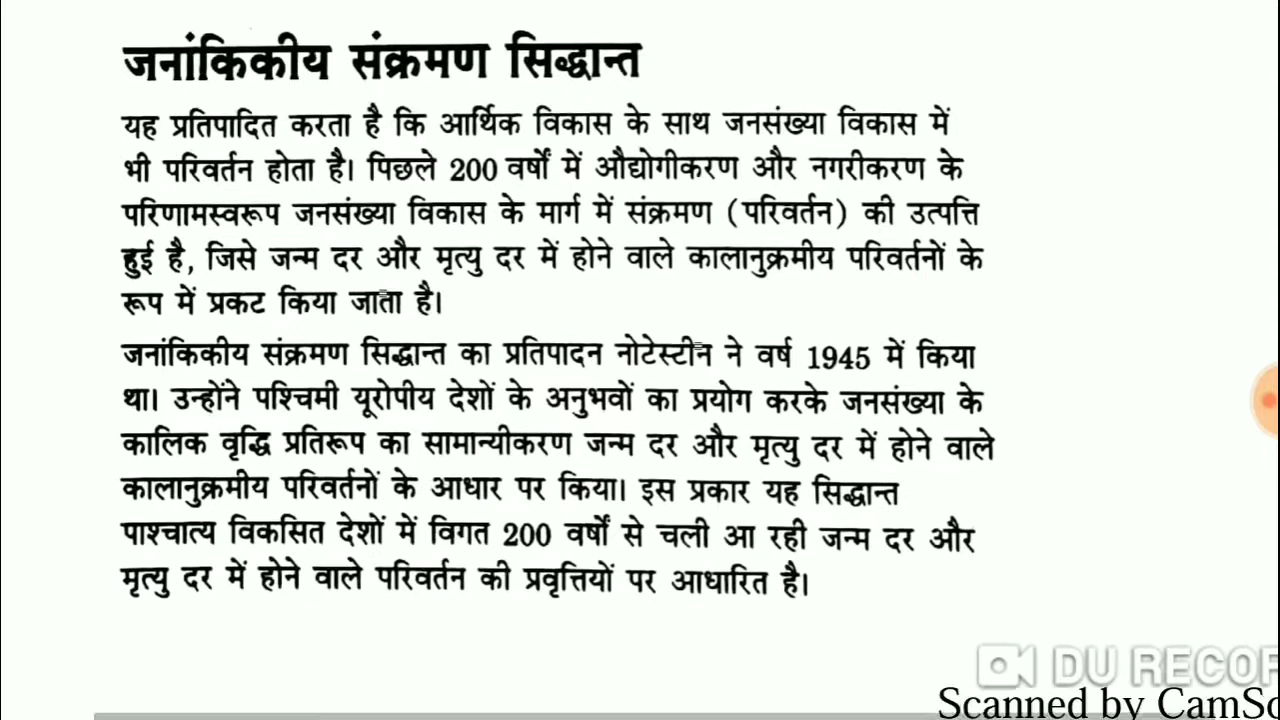 जनांकिकीय संक्रमण सिद्धान्त
यह प्रतिपादित करता है कि आर्थिक विकास के साथ जनसंख्या विकास में
भी परिवर्तन होता है। पिछले 200 वर्षों में औद्योगीकरण और नगरीकरण के
परिणामस्वरूप जनसंख्या विकास के मार्ग में संक्रमण (परिवर्तन) की उत्पत्ति
हुई है, जिसे जन्म दर और मृत्यु दर में होने वाले कालानुक्रमीय परिवर्तनों के
रूप में प्रकट किया जाता है।
जनांकिकीय संक्रमण सिद्धान्त का प्रतिपादन नोटेस्टीन ने वर्ष 1945 में किया
था। उन्होंने पश्चिमी यूरोपीय देशों के अनुभवों का प्रयोग करके जनसंख्या के
कालिक वृद्धि प्रतिरूप का सामान्यीकरण जन्म दर और मृत्यु दर में होने वाले
कालानुक्रमीय परिवर्तनों के आधार पर किया। इस प्रकार यह सिद्धान्त
पाश्चात्य विकसित देशों में विगत 200 वर्षों से चली आ रही जन्म दर और
मृत्यु दर में होने वाले परिवर्तन की प्रवृत्तियों पर आधारित है।
DU RECOR
Scanned by CamSc